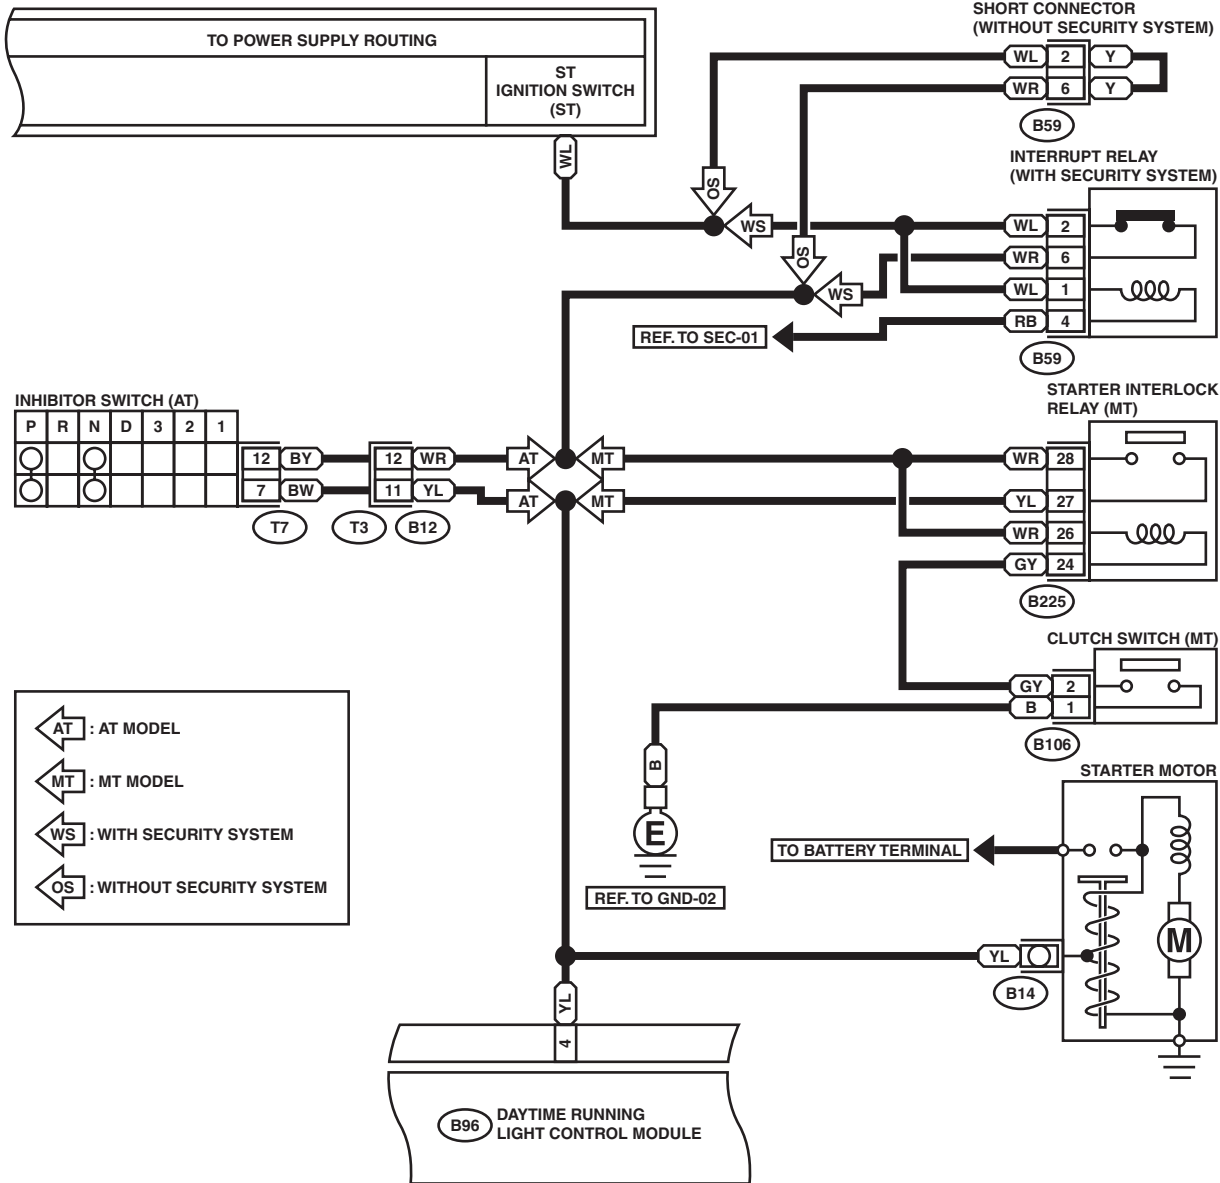 TO POWER SUPPLY ROUTING
ST
IGNITION SWITCH
(ST)
WL
SHORT CONNECTOR
(WITHOUT SECURITY SYSTEM)
WL 2 Y
WR 6 Y
B59
OS
WS
OS
WS
INTERRUPT RELAY
(WITH SECURITY SYSTEM)
WL 2
WR 6
WL 1
RB 4
B59
REF. TO SEC-01
INHIBITOR SWITCH (AT)
P R N D 3 2 1
12 BY 12 WR AT MT
7 BW 11 YL AT MT
T7 T3 B12
STARTER INTERLOCK
RELAY (MT)
WR 28
YL 27
WR 26
GY 24
B225
CLUTCH SWITCH (MT)
GY 2
B 1
B106
B
E
REF. TO GND-02
AT : AT MODEL
MT : MT MODEL
WS : WITH SECURITY SYSTEM
OS : WITHOUT SECURITY SYSTEM
STARTER MOTOR
TO BATTERY TERMINAL
M
YL
B14
YL
4
B96 DAYTIME RUNNING
LIGHT CONTROL MODULE